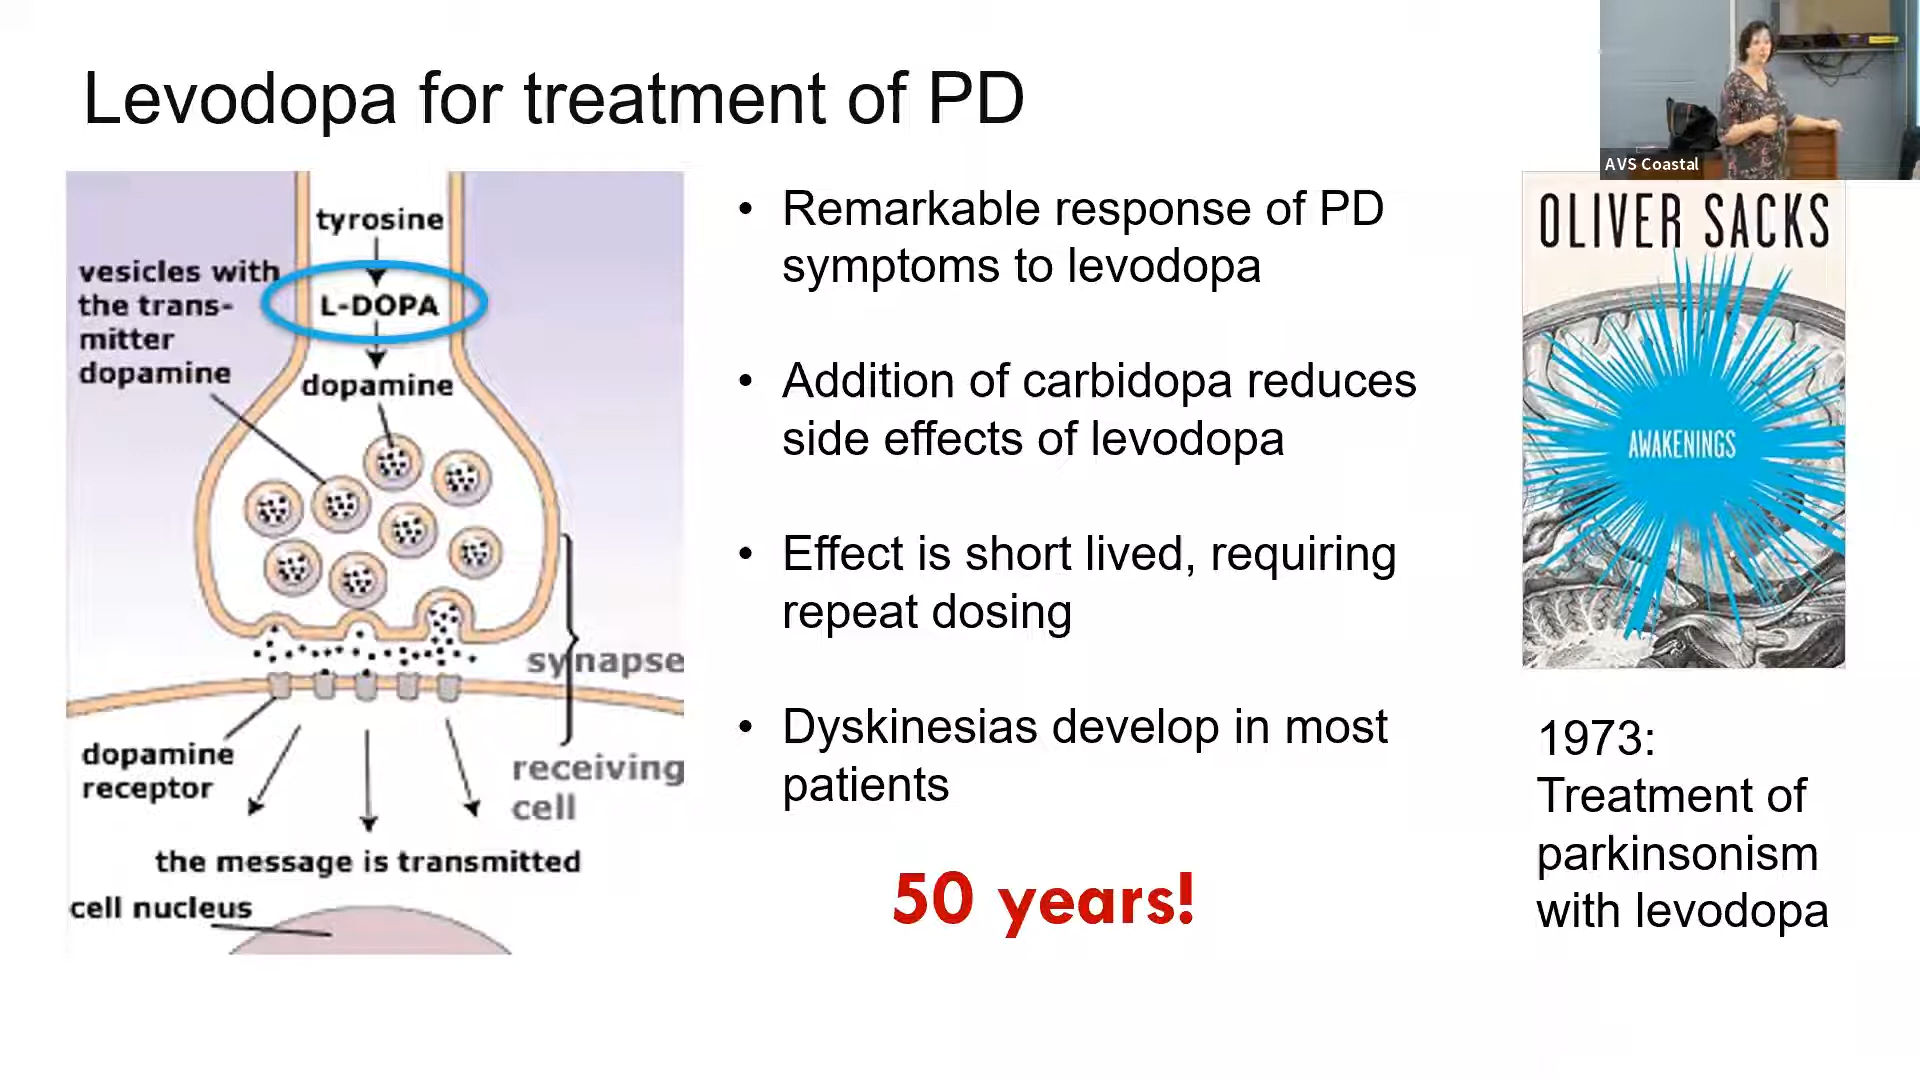 Levodopa for treatment of PD
AVS Coastal
tyrosine
vesicles with
the trans-
mitter
dopamine
L-DOPA
dopamine
synapse
dopamine
receptor
receiving
cell
the message is transmitted
cell nucleus
• Remarkable response of PD
symptoms to levodopa
• Addition of carbidopa reduces
side effects of levodopa
• Effect is short lived, requiring
repeat dosing
• Dyskinesias develop in most
patients
50 years!
OLIVER SACKS
AWAKENINGS
1973:
Treatment of
parkinsonism
with levodopa